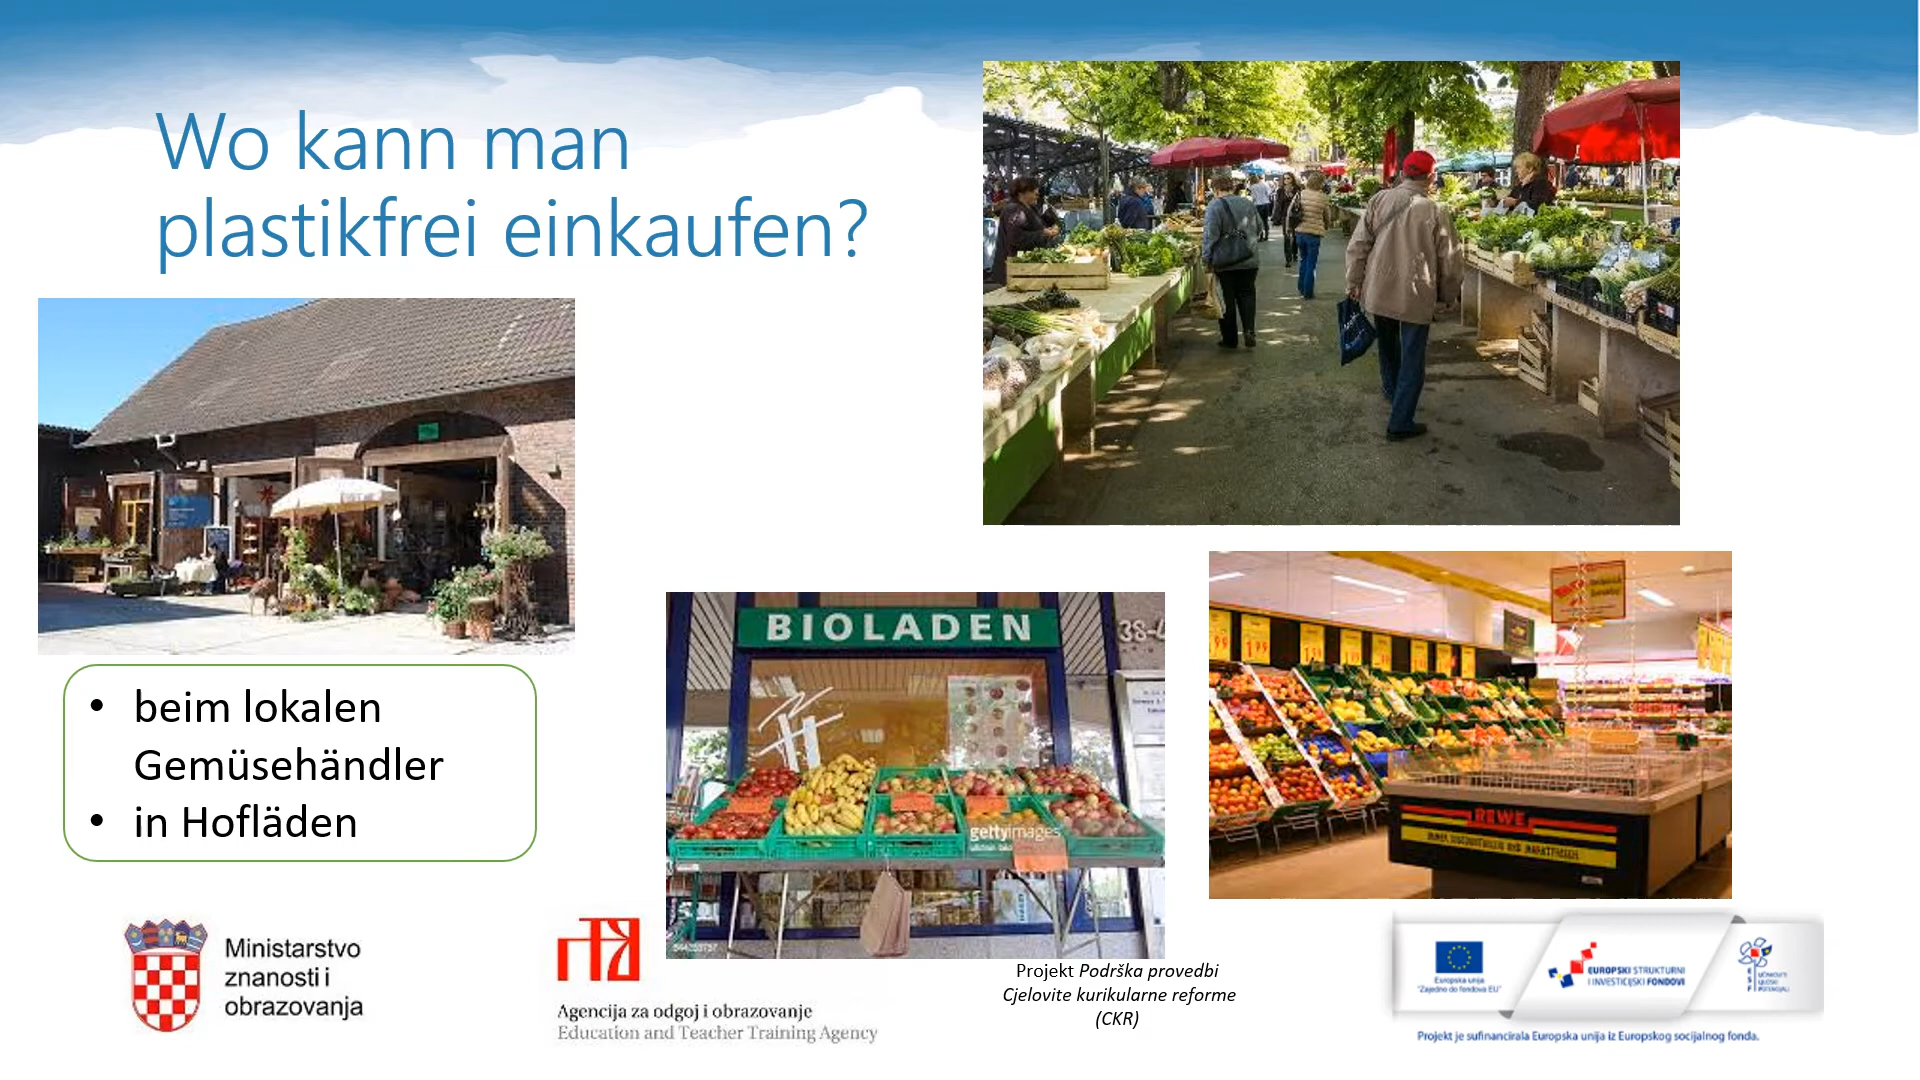 Wo kann man
plastikfrei einkaufen?
• beim lokalen
Gemüsehändler
• in Hofläden
BIOLADEN
38-
gettyimages
1.99
REWE
Ministarstvo
znanosti i
obrazovanja
Agencija za odgoj i obrazovanje
Education and Teacher Training Agency
Projekt Podrška provedbi
Cjelovite kurikularne reforme
(CKR)
Europska unija
"Zajedno do fondova EU"
EUROPSKI STRUKTURNI
I INVESTICIJSKI FONDOVI
Projekt je sufinancirala Europska unija iz Europskog socijalnog fonda.